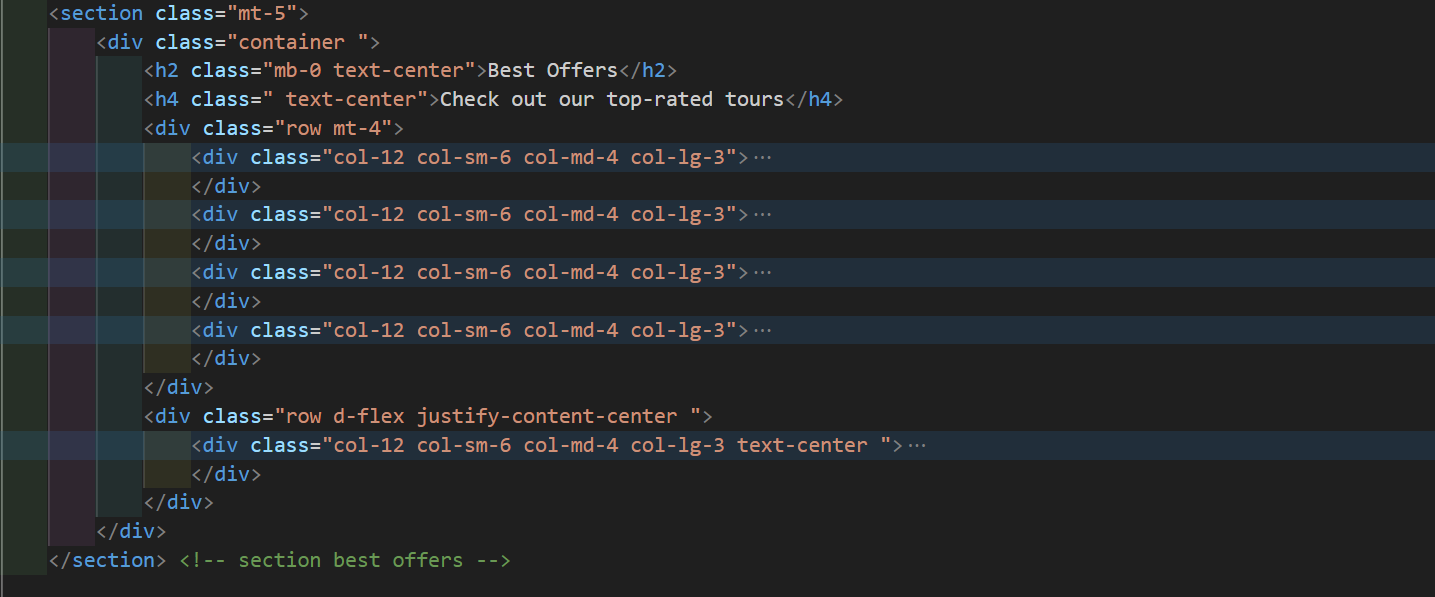 <section class="mt-5">
<div class="container ">
<h2 class="mb-0 text-center">Best Offers</h2>
<h4 class=" text-center">Check out our top-rated tours</h4>
<div class="row mt-4">
<div class="col-12 col-sm-6 col-md-4 col-lg-3">···
</div>
<div class="col-12 col-sm-6 col-md-4 col-lg-3">···
</div>
<div class="col-12 col-sm-6 col-md-4 col-lg-3">···
</div>
<div class="col-12 col-sm-6 col-md-4 col-lg-3">···
</div>
</div>
<div class="row d-flex justify-content-center ">
<div class="col-12 col-sm-6 col-md-4 col-lg-3 text-center ">···
</div>
</div>
</div>
</section> <!-- section best offers -->